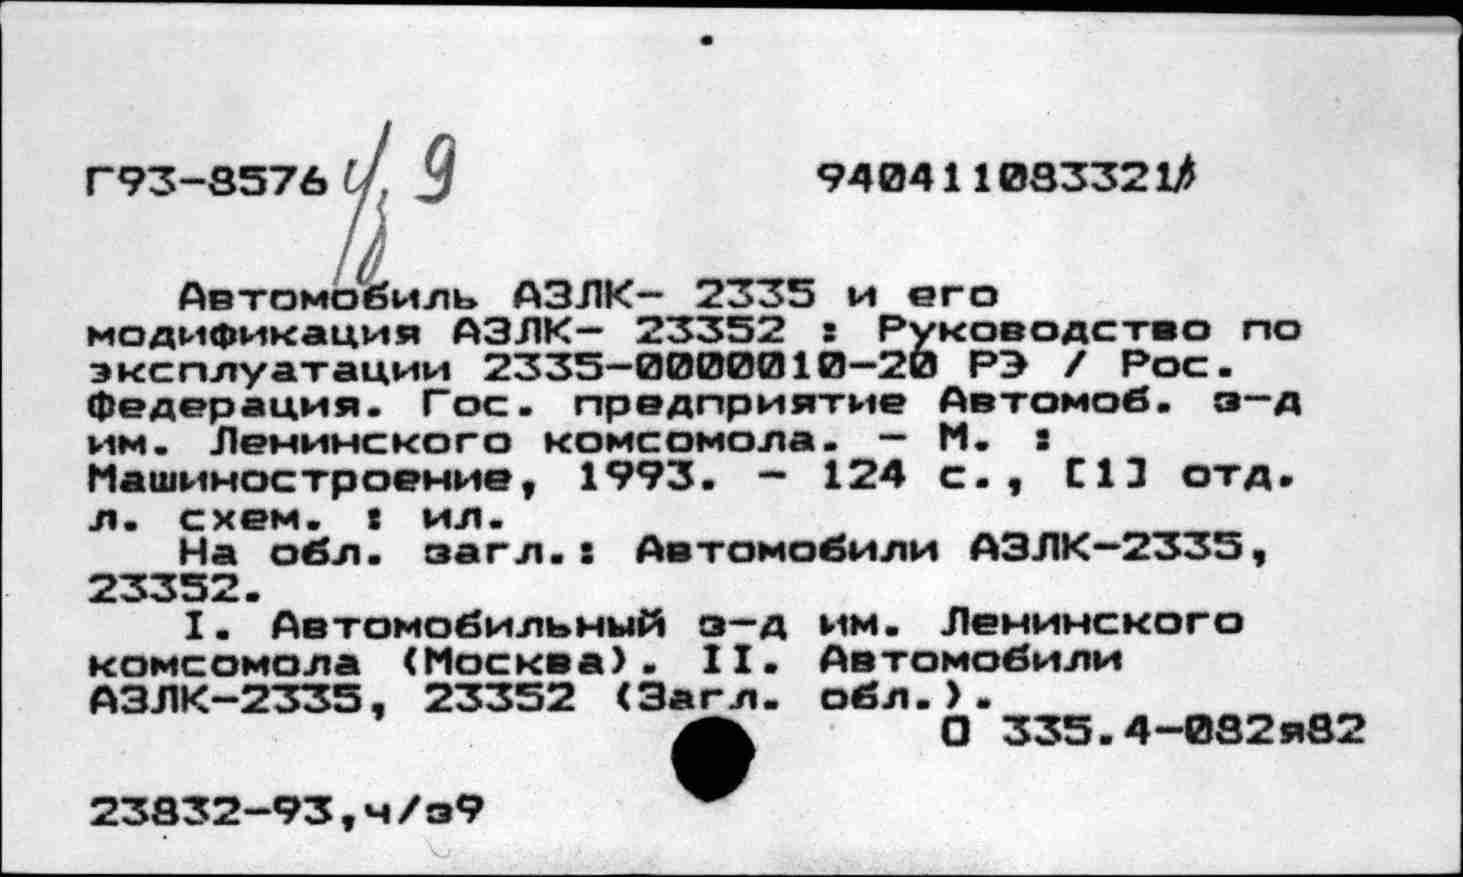 Г93-8576 9
940411083321
Автомобиль АЗЛК- 2335 и его
модификация АЗЛК- 23352 : Руководство по
эксплуатации 2335-0000010-20 РЭ / Рос.
Федерация. Гос. предприятие Автомоб. з-д
им. Ленинского комсомола. - М. :
Машиностроение, 1993. - 124 с., [1] отд.
л. схем. : ил.
На обл. загл.: Автомобили АЗЛК-2335,
23352.
I. Автомобильный з-д им. Ленинского
комсомола (Москва). II. Автомобили
АЗЛК-2335, 23352 (Загл. обл.).
О 335.4-082я82
23832-93,ч/з9